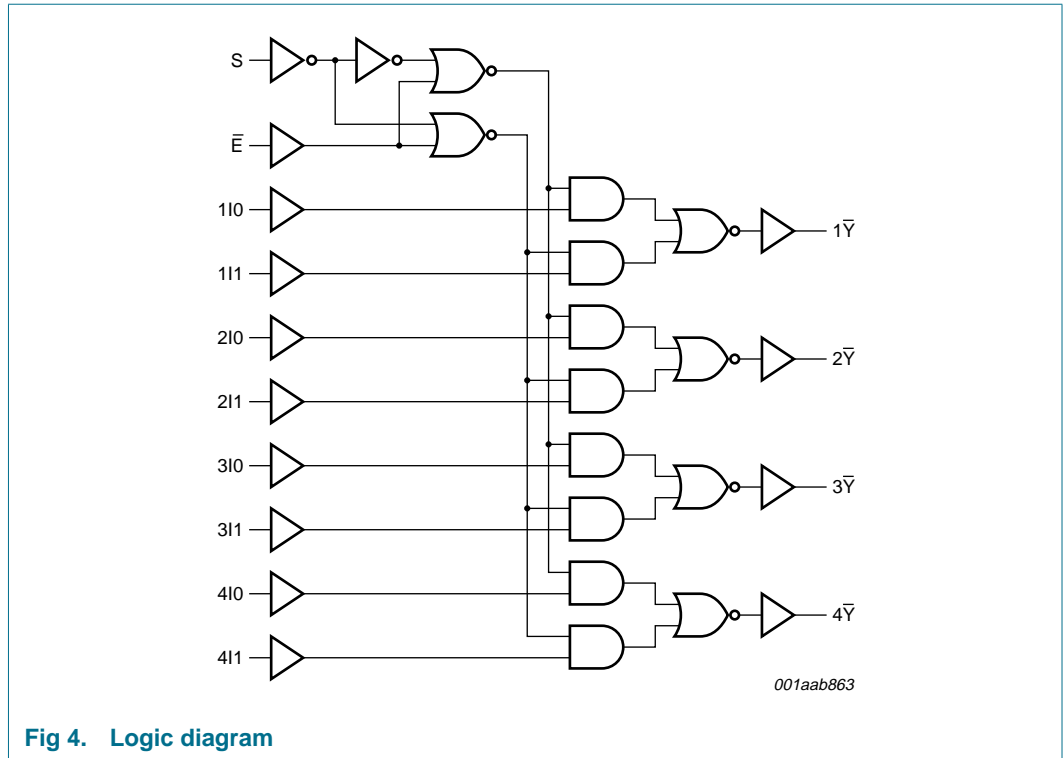 S
E̅
1I0
1I1
1Y̅
2I0
2Y̅
2I1
3I0
3Y̅
3I1
4I0
4Y̅
4I1
001aab863
Fig 4. Logic diagram